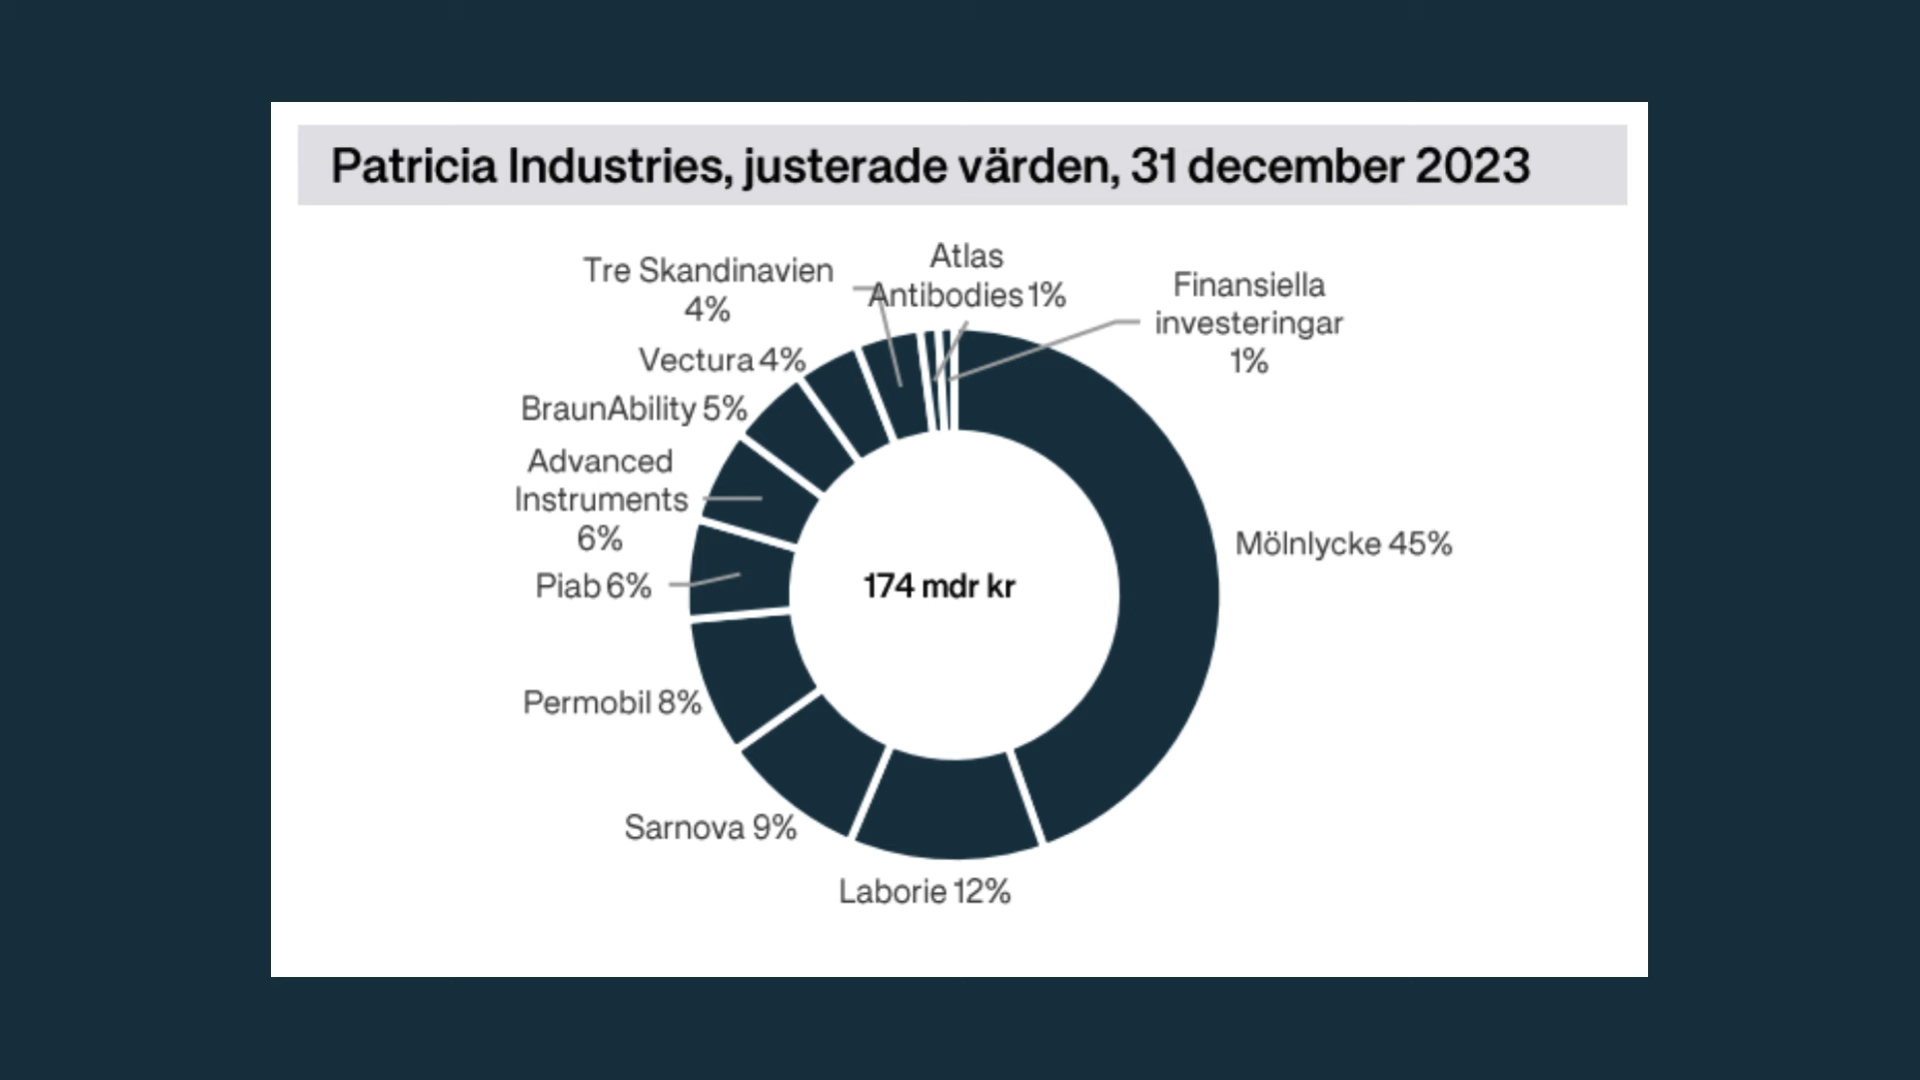 Patricia Industries, justerade värden, 31 december 2023
Tre Skandinavien
4%
Atlas
Antibodies 1%
Finansiella
investeringar
1%
Vectura 4%
BraunAbility 5%
Advanced
Instruments
6%
Mölnlycke 45%
Piab 6%
174 mdr kr
Permobil 8%
Sarnova 9%
Laborie 12%